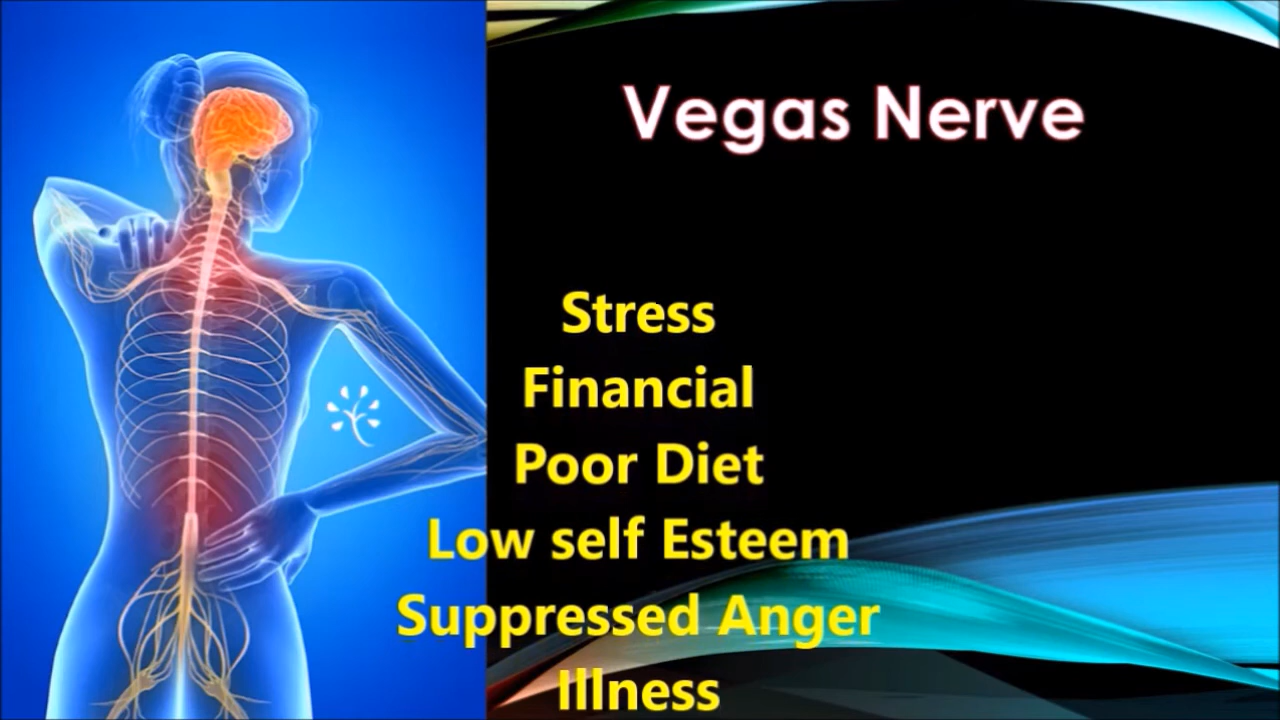 Vegas Nerve
Stress
Financial
Poor Diet
Low self Esteem
Suppressed Anger
Illness